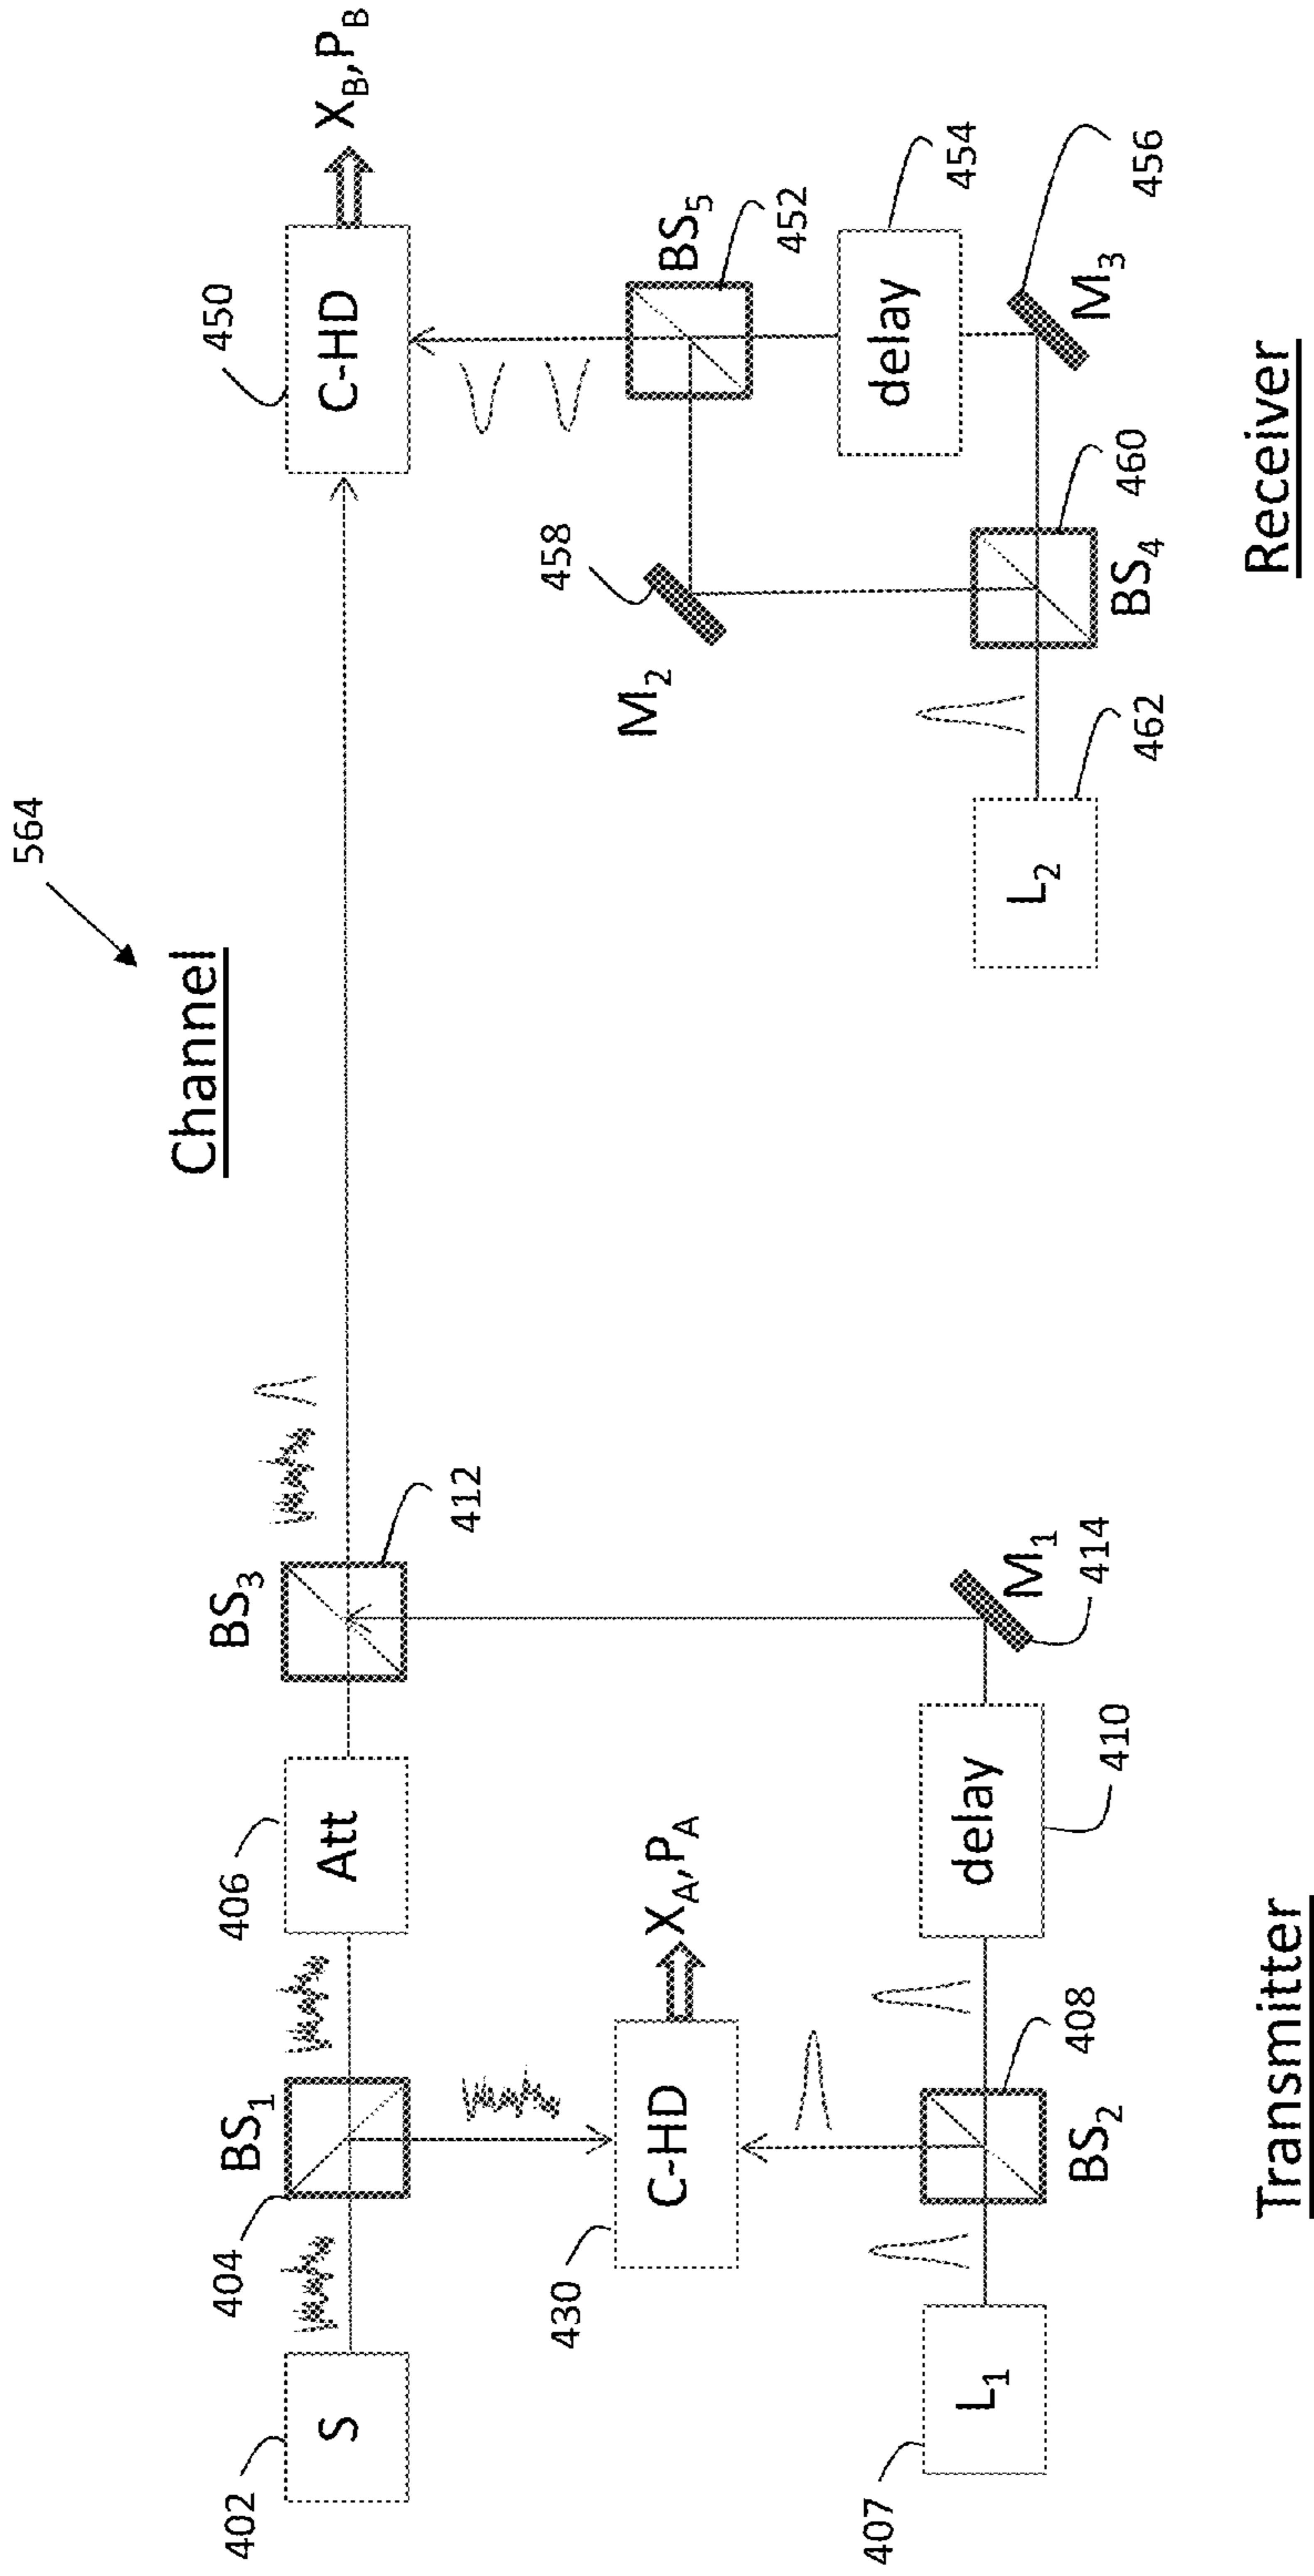 564
Channel
402
S
404
BS1
406
Att
BS3
412
450
C-HD
XB,PB
430
C-HD
XA,PA
M2
458
BS5
452
delay
454
407
L1
BS2
408
delay
410
M1
414
L2
462
BS4
460
M3
456
Transmitter
Receiver